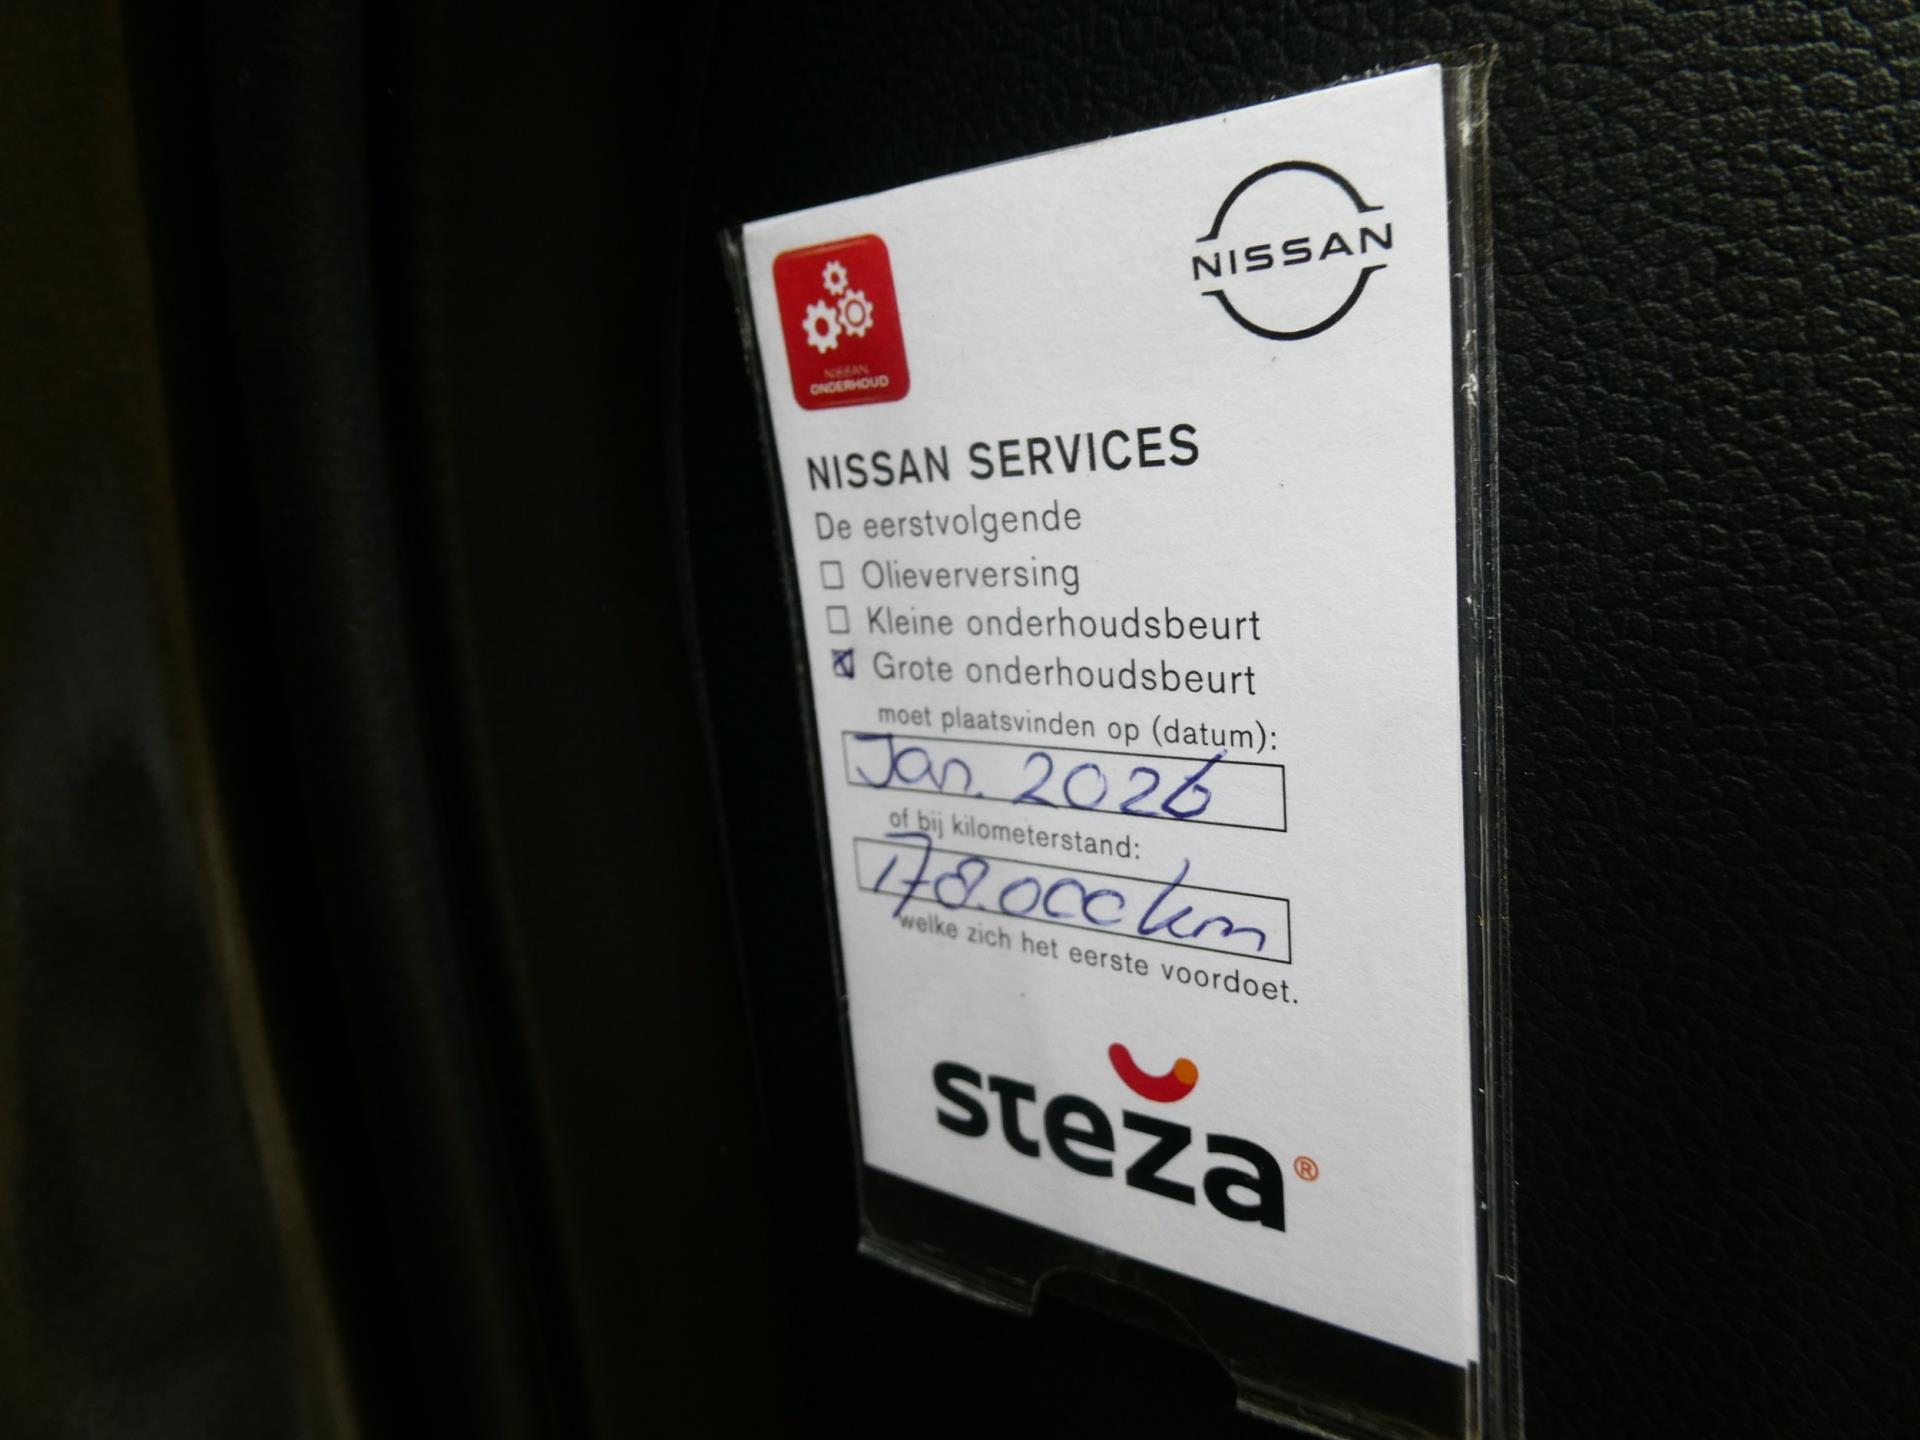 NISSAN
NISSAN
ONDERHOUD
NISSAN SERVICES
De eerstvolgende
Olieverversing
Kleine onderhoudsbeurt
Grote onderhoudsbeurt
moet plaatsvinden op (datum):
Jan. 2026
of bij kilometerstand:
178.000 km
welke zich het eerste voordoet.
steza®